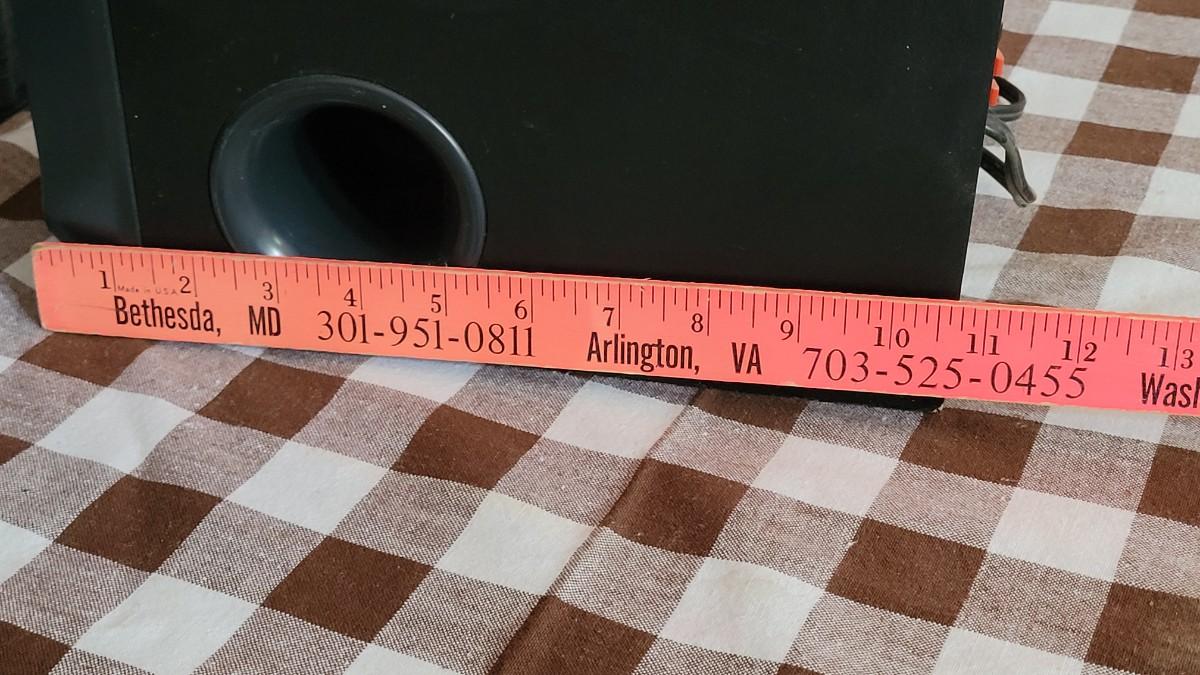 1 2 3 4 5 6 7 8 9 10 11 12 13
Made in U.S.A.
Bethesda, MD 301-951-0811 Arlington, VA 703-525-0455 Wash